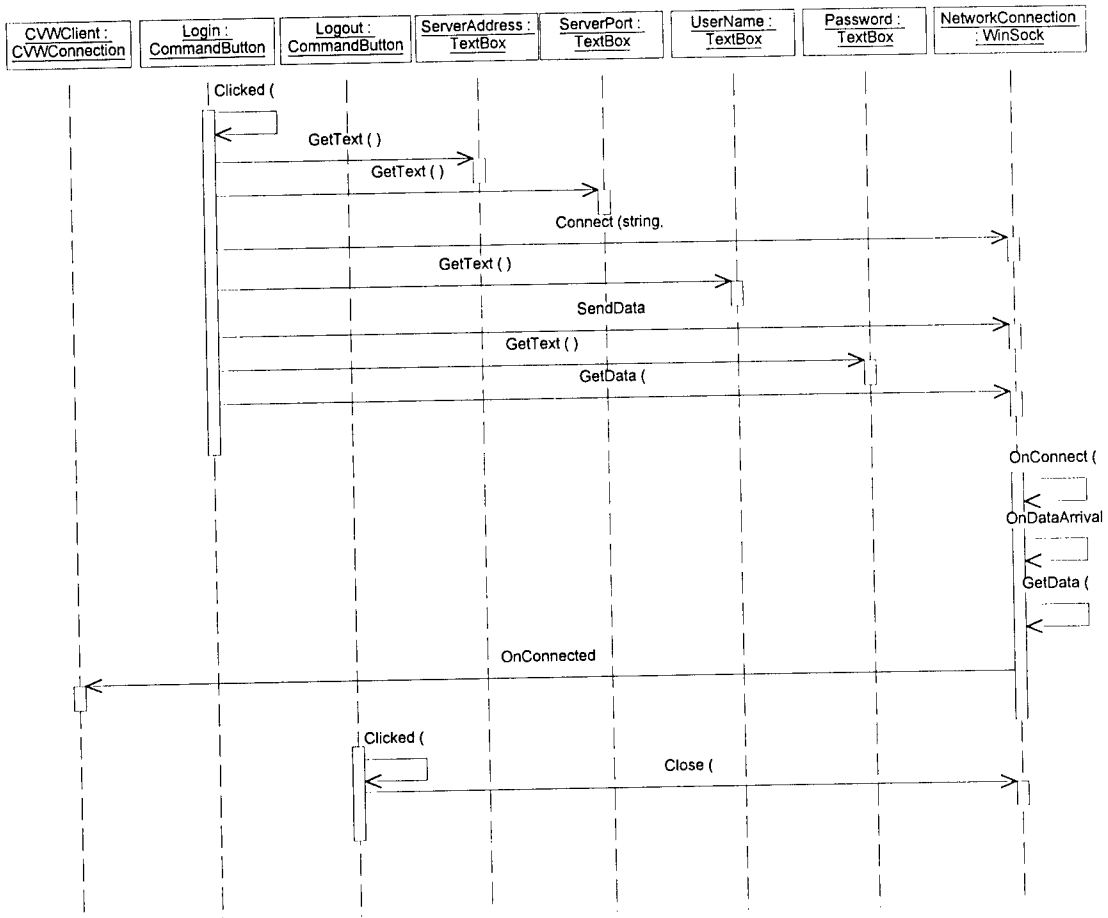 CVWClient :
CVWConnection
Login :
CommandButton
Logout :
CommandButton
ServerAddress :
TextBox
ServerPort :
TextBox
UserName :
TextBox
Password :
TextBox
NetworkConnection
: WinSock
Clicked (
GetText ( )
GetText ( )
Connect (string,
GetText ( )
SendData
GetText ( )
GetData (
OnConnect (
OnDataArrival
GetData (
OnConnected
Clicked (
Close (